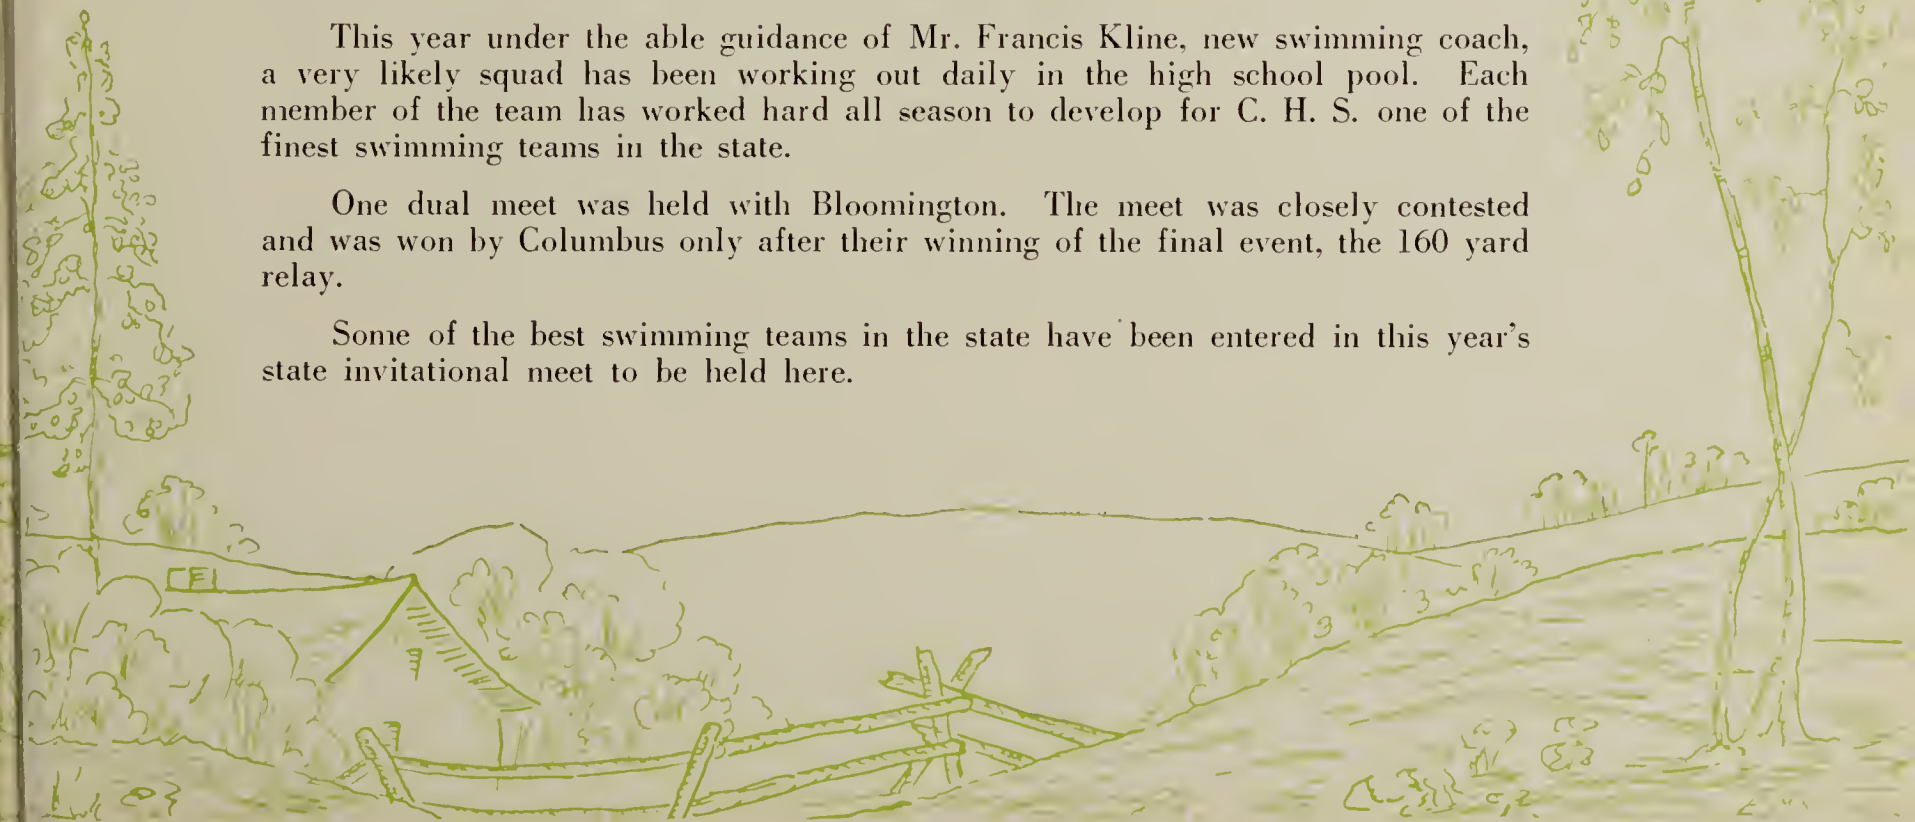 This year under the able guidance of Mr. Francis Kline, new swimming coach,
a very likely squad has been working out daily in the high school pool. Each
member of the team has worked hard all season to develop for C. H. S. one of the
finest swimming teams in the state.
One dual meet was held with Bloomington. The meet was closely contested
and was won by Columbus only after their winning of the final event, the 160 yard
relay.
Some of the best swimming teams in the state have been entered in this year's
state invitational meet to be held here.